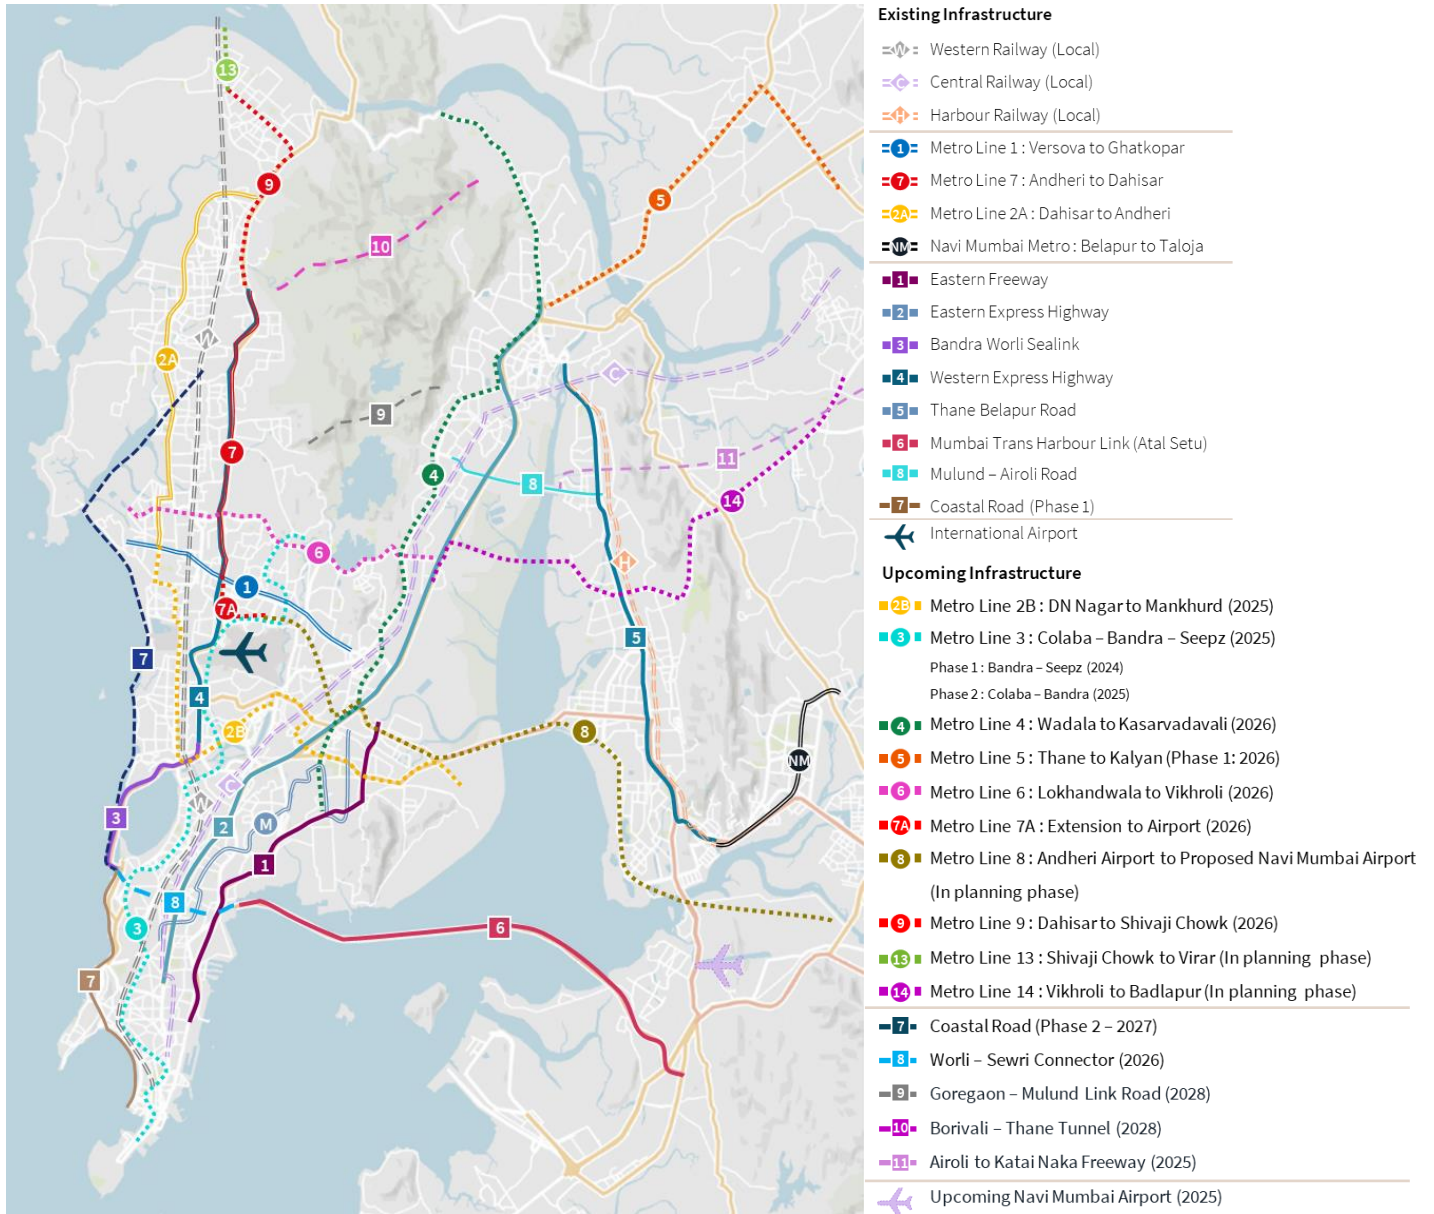 13
9
10
5
W
2A
C
9
7
4
11
8
14
6
H
1
7A
5
7
4
2B
8
NM
C
W
3
2
M
1
8
3
6
7
Existing Infrastructure
W Western Railway (Local)
C Central Railway (Local)
H Harbour Railway (Local)
1 Metro Line 1 : Versova to Ghatkopar
7 Metro Line 7 : Andheri to Dahisar
2A Metro Line 2A : Dahisar to Andheri
NM Navi Mumbai Metro : Belapur to Taloja
1 Eastern Freeway
2 Eastern Express Highway
3 Bandra Worli Sealink
4 Western Express Highway
5 Thane Belapur Road
6 Mumbai Trans Harbour Link (Atal Setu)
8 Mulund – Airoli Road
7 Coastal Road (Phase 1)
International Airport
Upcoming Infrastructure
2B Metro Line 2B : DN Nagar to Mankhurd (2025)
3 Metro Line 3 : Colaba – Bandra – Seepz (2025)
Phase 1 : Bandra – Seepz (2024)
Phase 2 : Colaba – Bandra (2025)
4 Metro Line 4 : Wadala to Kasarvadavali (2026)
5 Metro Line 5 : Thane to Kalyan (Phase 1: 2026)
6 Metro Line 6 : Lokhandwala to Vikhroli (2026)
7A Metro Line 7A : Extension to Airport (2026)
8 Metro Line 8 : Andheri Airport to Proposed Navi Mumbai Airport
(In planning phase)
9 Metro Line 9 : Dahisar to Shivaji Chowk (2026)
13 Metro Line 13 : Shivaji Chowk to Virar (In planning phase)
14 Metro Line 14 : Vikhroli to Badlapur (In planning phase)
7 Coastal Road (Phase 2 – 2027)
8 Worli – Sewri Connector (2026)
9 Goregaon – Mulund Link Road (2028)
10 Borivali – Thane Tunnel (2028)
11 Airoli to Katai Naka Freeway (2025)
Upcoming Navi Mumbai Airport (2025)